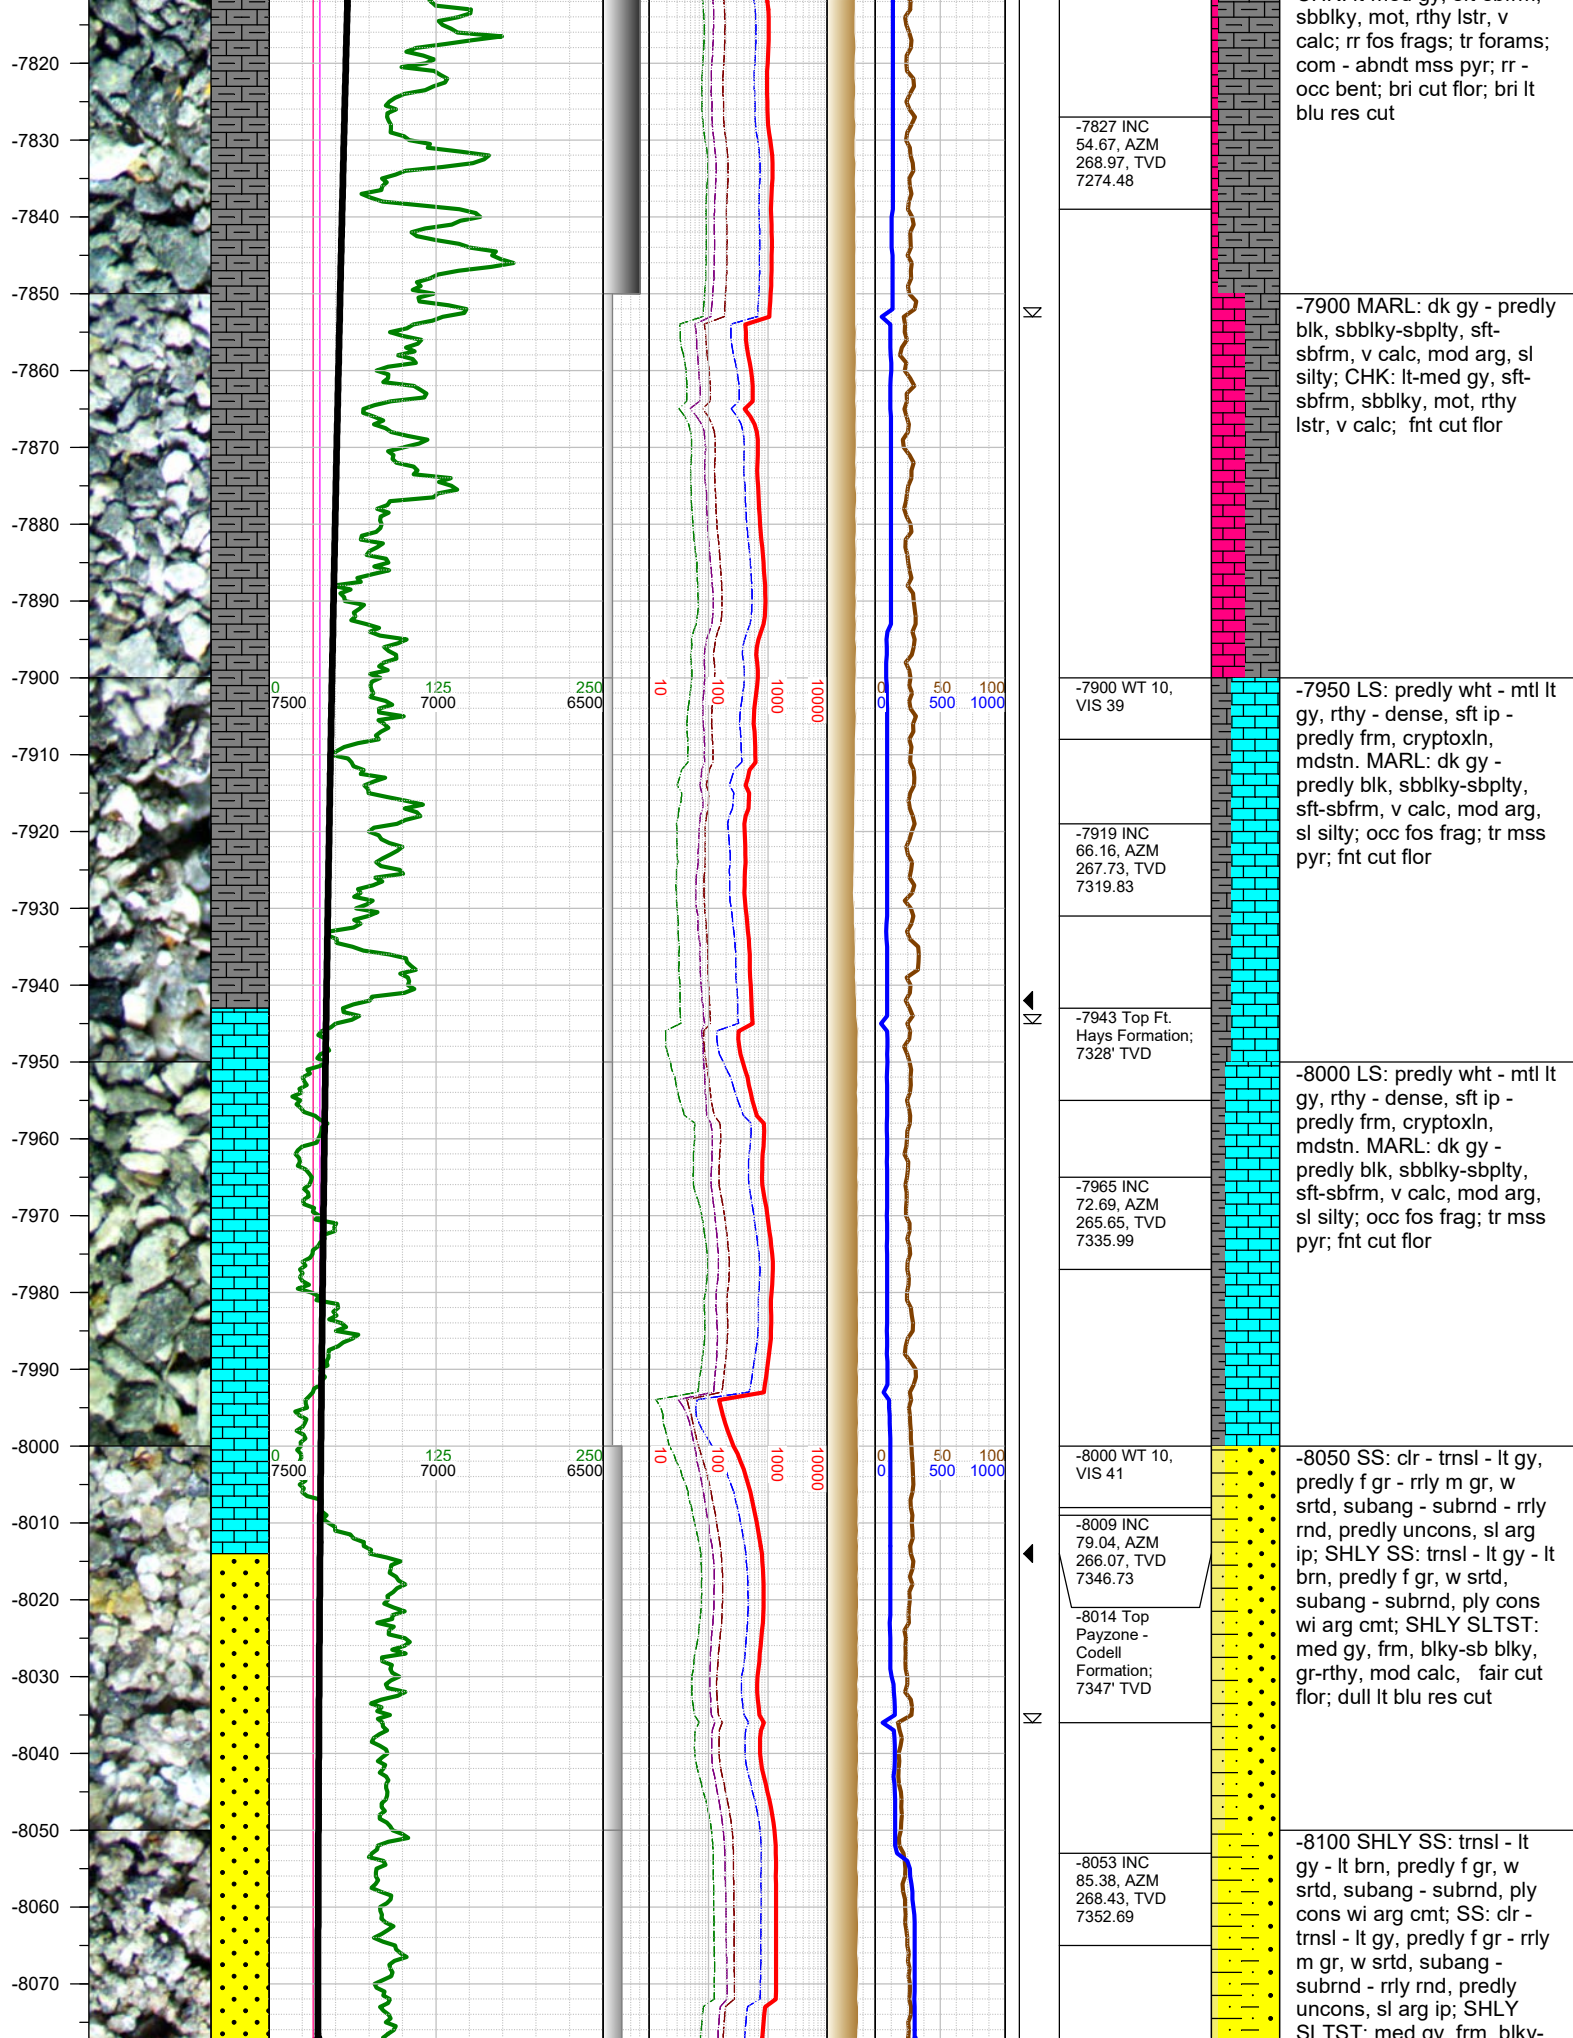 sbblky, mot, rthy lstr, v
calc; rr fos frags; tr forams;
com - abndt mss pyr; rr -
occ bent; bri cut flor; bri lt
blu res cut
-7820
-7830
-7840
-7850
-7860
-7870
-7880
-7890
-7900
-7910
-7920
-7930
-7940
-7950
-7960
-7970
-7980
-7990
-8000
-8010
-8020
-8030
-8040
-8050
-8060
-8070
0 125 250
7500 7000 6500
10 100 1000 10000
0 50 100
0 500 1000
0 125 250
7500 7000 6500
10 100 1000 10000
0 50 100
0 500 1000
-7827 INC
54.67, AZM
268.97, TVD
7274.48
-7900 WT 10,
VIS 39
-7919 INC
66.16, AZM
267.73, TVD
7319.83
-7943 Top Ft.
Hays Formation;
7328' TVD
-7965 INC
72.69, AZM
265.65, TVD
7335.99
-8000 WT 10,
VIS 41
-8009 INC
79.04, AZM
266.07, TVD
7346.73
-8014 Top
Payzone -
Codell
Formation;
7347' TVD
-8053 INC
85.38, AZM
268.43, TVD
7352.69
-7900 MARL: dk gy - predly
blk, sbblky-sbplty, sft-
sbfrm, v calc, mod arg, sl
silty; CHK: lt-med gy, sft-
sbfrm, sbblky, mot, rthy
lstr, v calc;  fnt cut flor
-7950 LS: predly wht - mtl lt
gy, rthy - dense, sft ip -
predly frm, cryptoxln,
mdstn. MARL: dk gy -
predly blk, sbblky-sbplty,
sft-sbfrm, v calc, mod arg,
sl silty; occ fos frag; tr mss
pyr; fnt cut flor
-8000 LS: predly wht - mtl lt
gy, rthy - dense, sft ip -
predly frm, cryptoxln,
mdstn. MARL: dk gy -
predly blk, sbblky-sbplty,
sft-sbfrm, v calc, mod arg,
sl silty; occ fos frag; tr mss
pyr; fnt cut flor
-8050 SS: clr - trnsl - lt gy,
predly f gr - rrly m gr, w
srtd, subang - subrnd - rrly
rnd, predly uncons, sl arg
ip; SHLY SS: trnsl - lt gy - lt
brn, predly f gr, w srtd,
subang - subrnd, ply cons
wi arg cmt; SHLY SLTST:
med gy, frm, blky-sb blky,
gr-rthy, mod calc,   fair cut
flor; dull lt blu res cut
-8100 SHLY SS: trnsl - lt
gy - lt brn, predly f gr, w
srtd, subang - subrnd, ply
cons wi arg cmt; SS: clr -
trnsl - lt gy, predly f gr - rrly
m gr, w srtd, subang -
subrnd - rrly rnd, predly
uncons, sl arg ip; SHLY
SLTST: med gy, frm, blky-